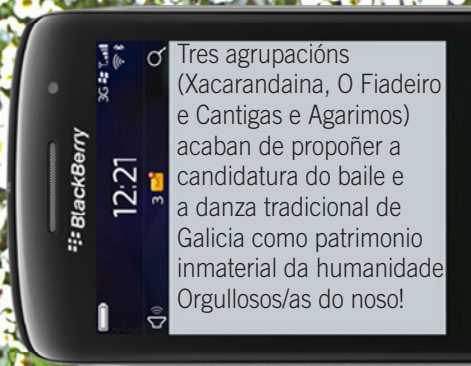 Tres agrupacións
(Xacarandaina, O Fiadeiro
e Cantigas e Agarimos)
acaban de propoñer a
candidatura do baile e
a danza tradicional de
Galicia como patrimonio
inmaterial da humanidade
Orgullosos/as do noso!
BlackBerry
12:21
3G
3